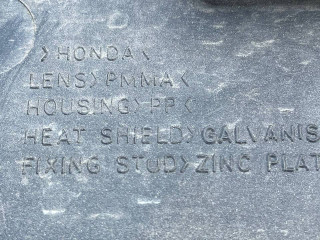 >HONDA<
LENS>PMMA<
HOUSING>PP<
HEAT SHIELD>GALVANIS
FIXING STUD>ZINC PLAT